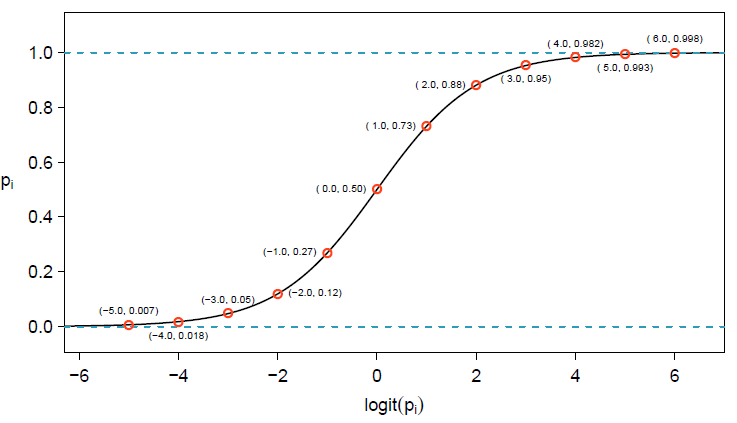 (6.0, 0.998)
( 4.0, 0.982)
1.0
(5.0, 0.993)
( 3.0, 0.95)
( 2.0, 0.88)
0.8
( 1.0, 0.73)
0.6
pi
( 0.0, 0.50)
0.4
(−1.0, 0.27)
0.2
(−2.0, 0.12)
(−3.0, 0.05)
(−5.0, 0.007)
0.0
(−4.0, 0.018)
−6 −4 −2 0 2 4 6
logit(pi)